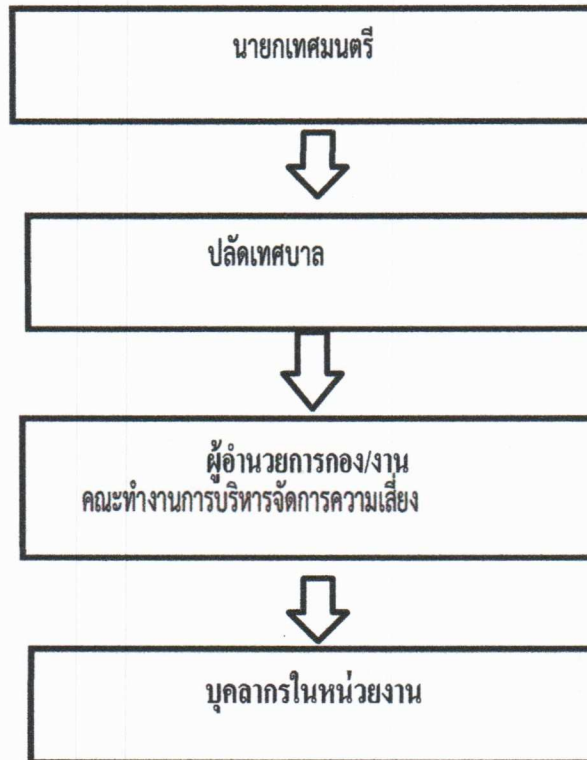 นายกเทศมนตรี
ปลัดเทศบาล
ผู้อำนวยการกอง/งาน
คณะทำงานการบริหารจัดการความเสี่ยง
บุคลากรในหน่วยงาน